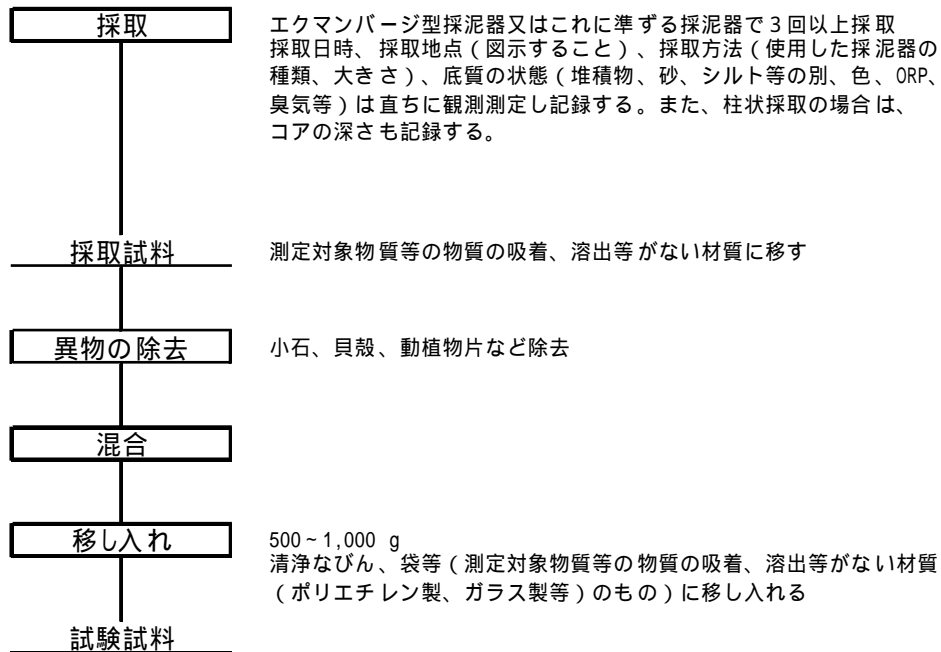 採取
エクマンバージ型採泥器又はこれに準ずる採泥器で3回以上採取
採取日時、採取地点(図示すること)、採取方法(使用した採泥器の
種類、大きさ)、底質の状態(堆積物、砂、シルト等の別、色、ORP、
臭気等)は直ちに観測測定し記録する。また、柱状採取の場合は、
コアの深さも記録する。
採取試料
測定対象物質等の物質の吸着、溶出等がない材質に移す
異物の除去
小石、貝殻、動植物片など除去
混合
移し入れ
500~1,000 g
清浄なびん、袋等(測定対象物質等の物質の吸着、溶出等がない材質
(ポリエチレン製、ガラス製等)のもの)に移し入れる
試験試料